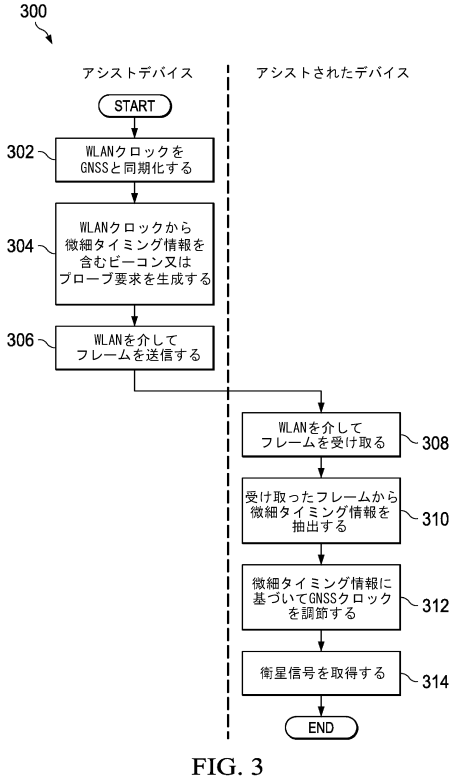 300
アシストデバイス
アシストされたデバイス
START
302
WLANクロックを
GNSSと同期化する
304
WLANクロックから
微細タイミング情報を
含むビーコン又は
プローブ要求を生成する
306
WLANを介して
フレームを送信する
WLANを介して
フレームを受け取る
308
受け取ったフレームから
微細タイミング情報を
抽出する
310
微細タイミング情報に
基づいてGNSSクロック
を調節する
312
衛星信号を取得する
314
END
FIG. 3